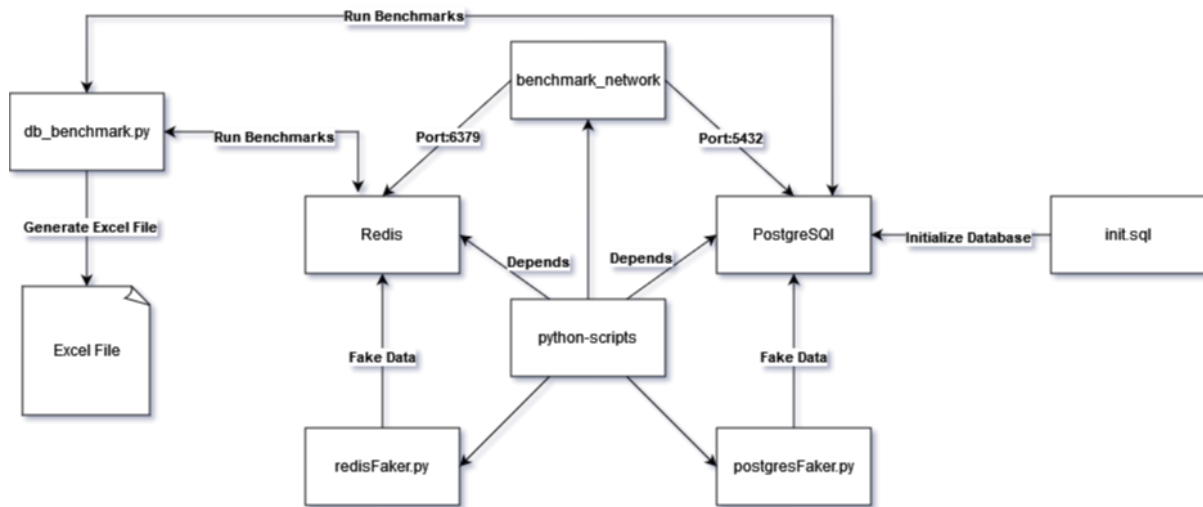 Run Benchmarks
benchmark_network
db_benchmark.py
Run Benchmarks
Port:6379
Port:5432
Generate Excel File
Redis
PostgreSQl
Initialize Database
init.sql
Depends
Depends
Excel File
python-scripts
Fake Data
Fake Data
redisFaker.py
postgresFaker.py